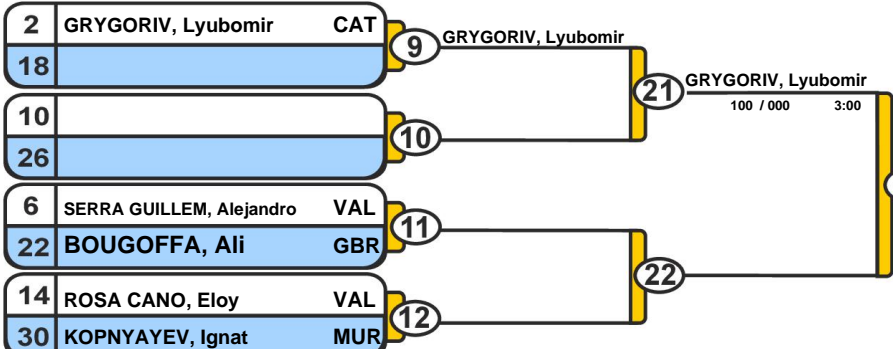 2 GRYGORIV, Lyubomir CAT
18
9 GRYGORIV, Lyubomir
10
26
10
21 GRYGORIV, Lyubomir
100 / 000 3:00
6 SERRA GUILLEM, Alejandro VAL
22 BOUGOFFA, Ali GBR
11
14 ROSA CANO, Eloy VAL
30 KOPNYAYEV, Ignat MUR
12
22